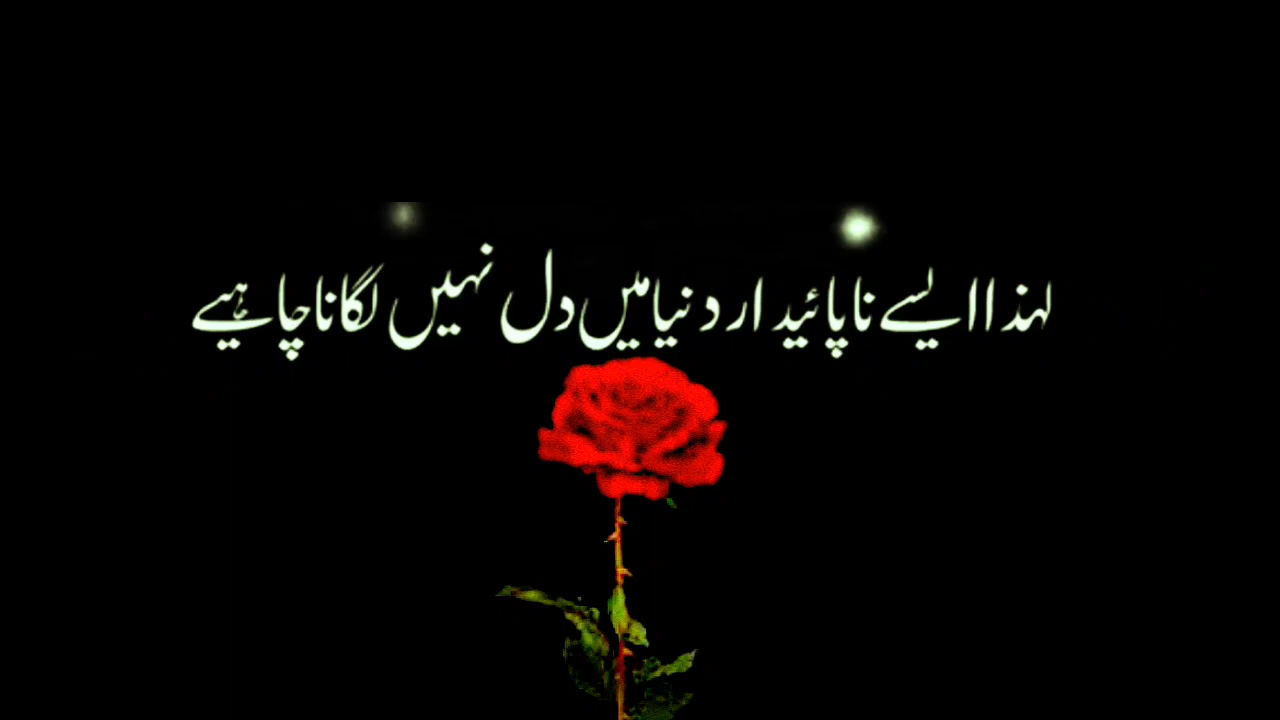 لہذا ایسے ناپائیدار دنیا میں دل نہیں لگانا چاہیے